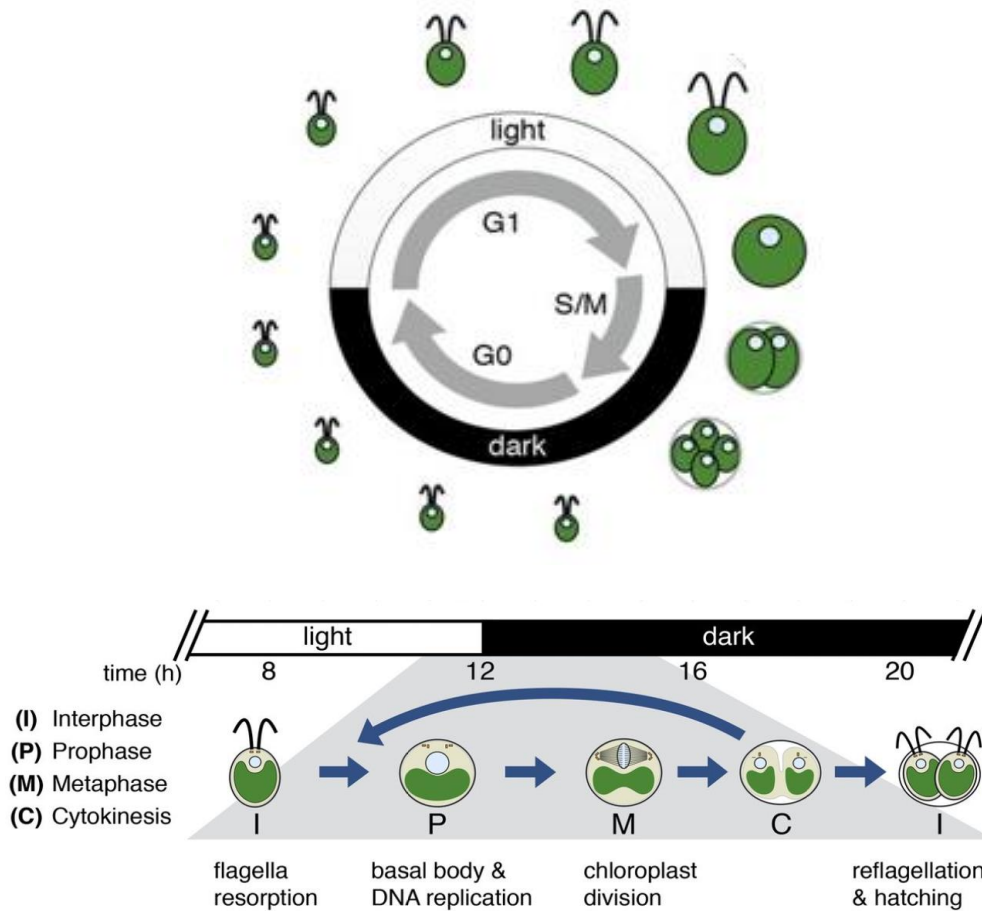 light
G1
S/M
G0
dark
light dark
time (h) 8 12 16 20
(I) Interphase
(P) Prophase
(M) Metaphase
(C) Cytokinesis
I P M C I
flagella resorption
basal body & DNA replication
chloroplast division
reflagellation & hatching